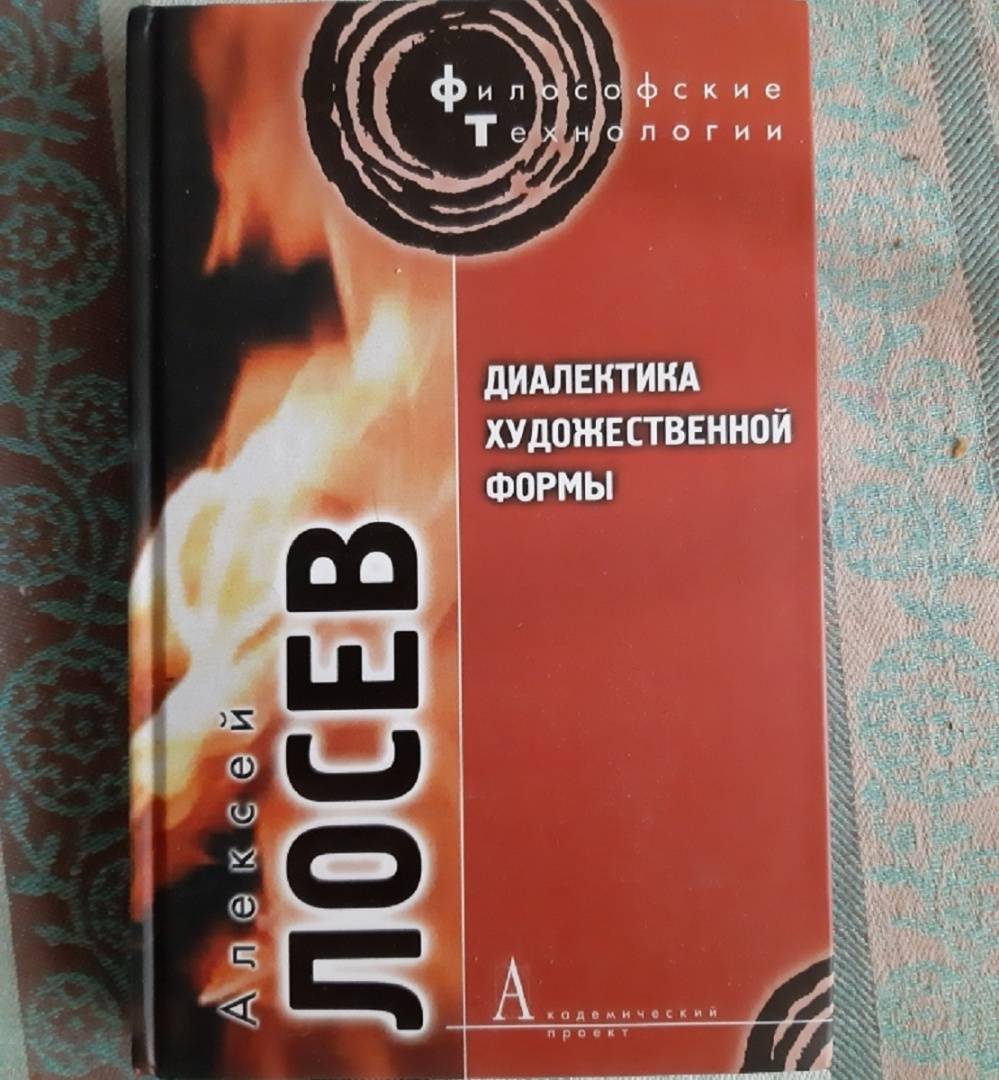 Философские
Технологии
ДИАЛЕКТИКА
ХУДОЖЕСТВЕННОЙ
ФОРМЫ
Алексей
ЛОСЕВ
Академический
проект